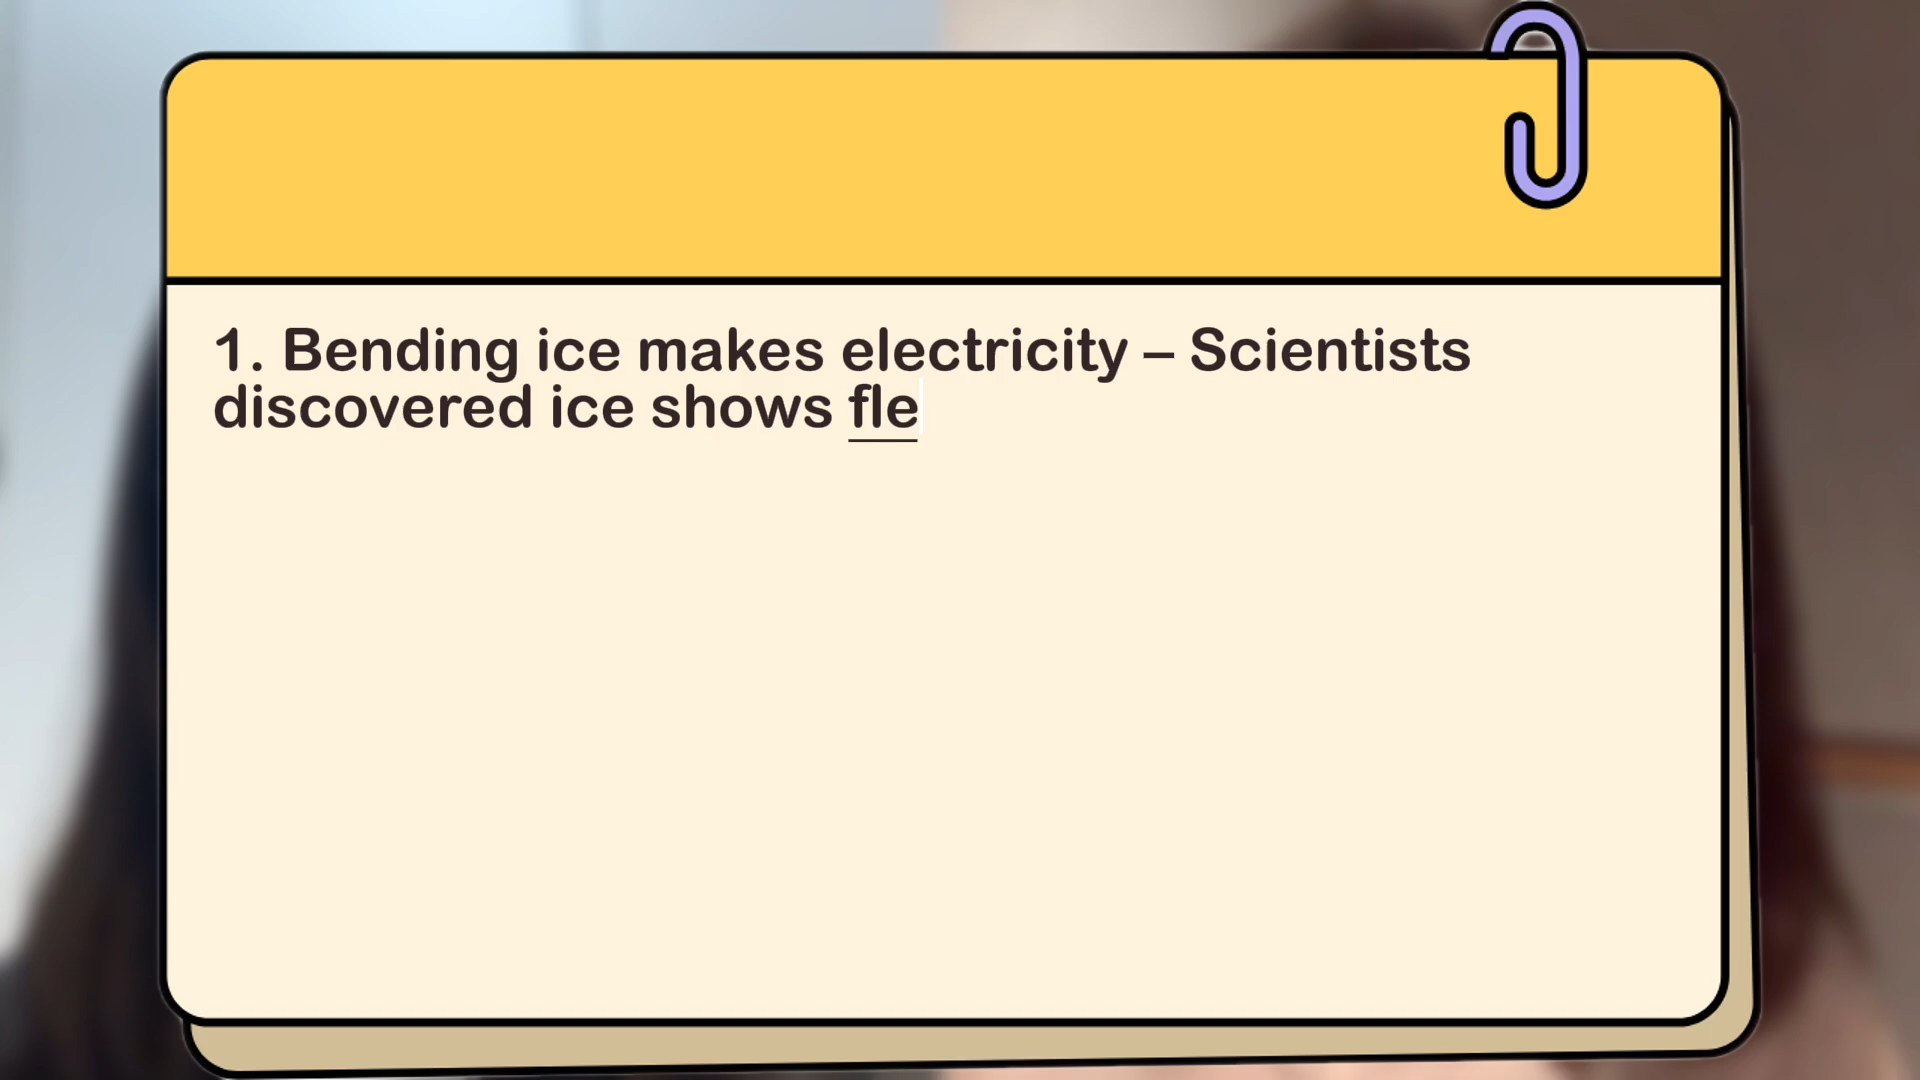 1. Bending ice makes electricity – Scientists
discovered ice shows fle